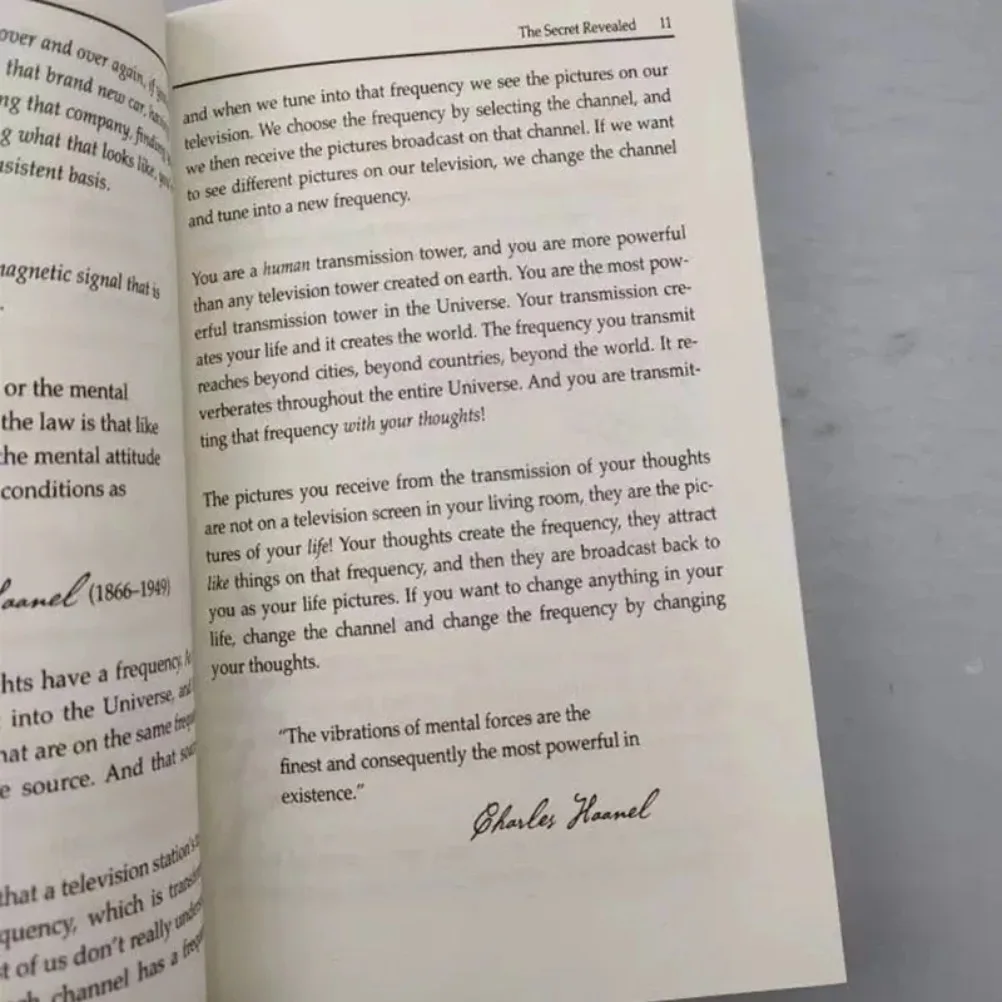 over and over again, if
that brand new car, having
ng that company, finding
g what that looks like, you
nsistent basis.
magnetic signal that is
.
or the mental
the law is that like
the mental attitude
conditions as
Haanel (1866–1949)
hts have a frequency.
into the Universe, and
hat are on the same
e source. And that
that a television station's
quency, which is
t of us don't really
channel has a
The Secret Revealed 11
and when we tune into that frequency we see the pictures on our
television. We choose the frequency by selecting the channel, and
we then receive the pictures broadcast on that channel. If we want
to see different pictures on our television, we change the channel
and tune into a new frequency.
You are a human transmission tower, and you are more powerful
than any television tower created on earth. You are the most pow-
erful transmission tower in the Universe. Your transmission cre-
ates your life and it creates the world. The frequency you transmit
reaches beyond cities, beyond countries, beyond the world. It re-
verberates throughout the entire Universe. And you are transmit-
ting that frequency with your thoughts!
The pictures you receive from the transmission of your thoughts
are not on a television screen in your living room, they are the pic-
tures of your life! Your thoughts create the frequency, they attract
like things on that frequency, and then they are broadcast back to
you as your life pictures. If you want to change anything in your
life, change the channel and change the frequency by changing
your thoughts.
"The vibrations of mental forces are the
finest and consequently the most powerful in
existence."
Charles Haanel